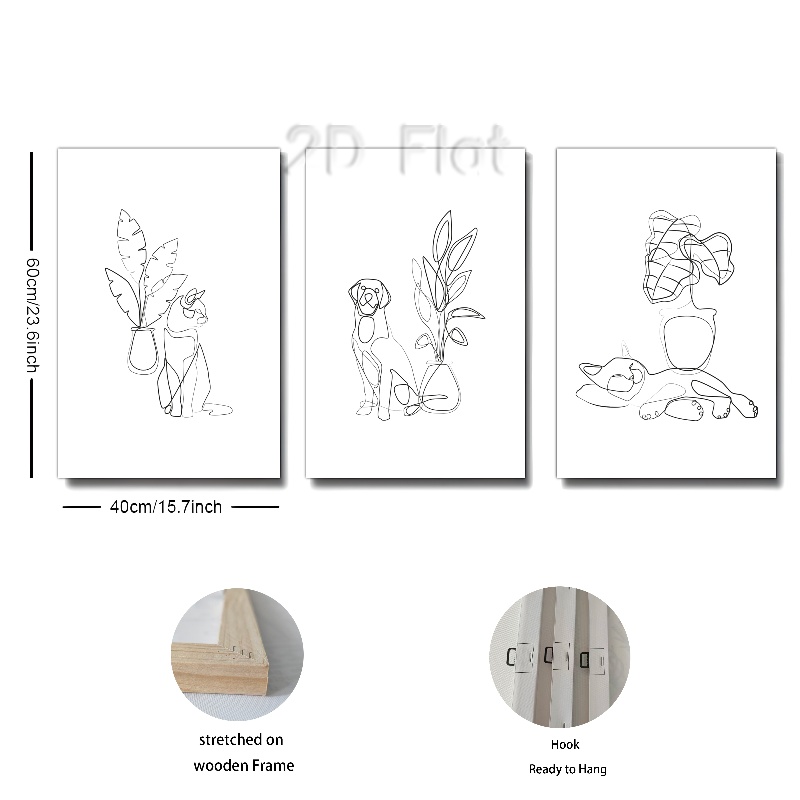 2D Flat
60cm/23.6inch
40cm/15.7inch
stretched on
wooden Frame
Hook
Ready to Hang